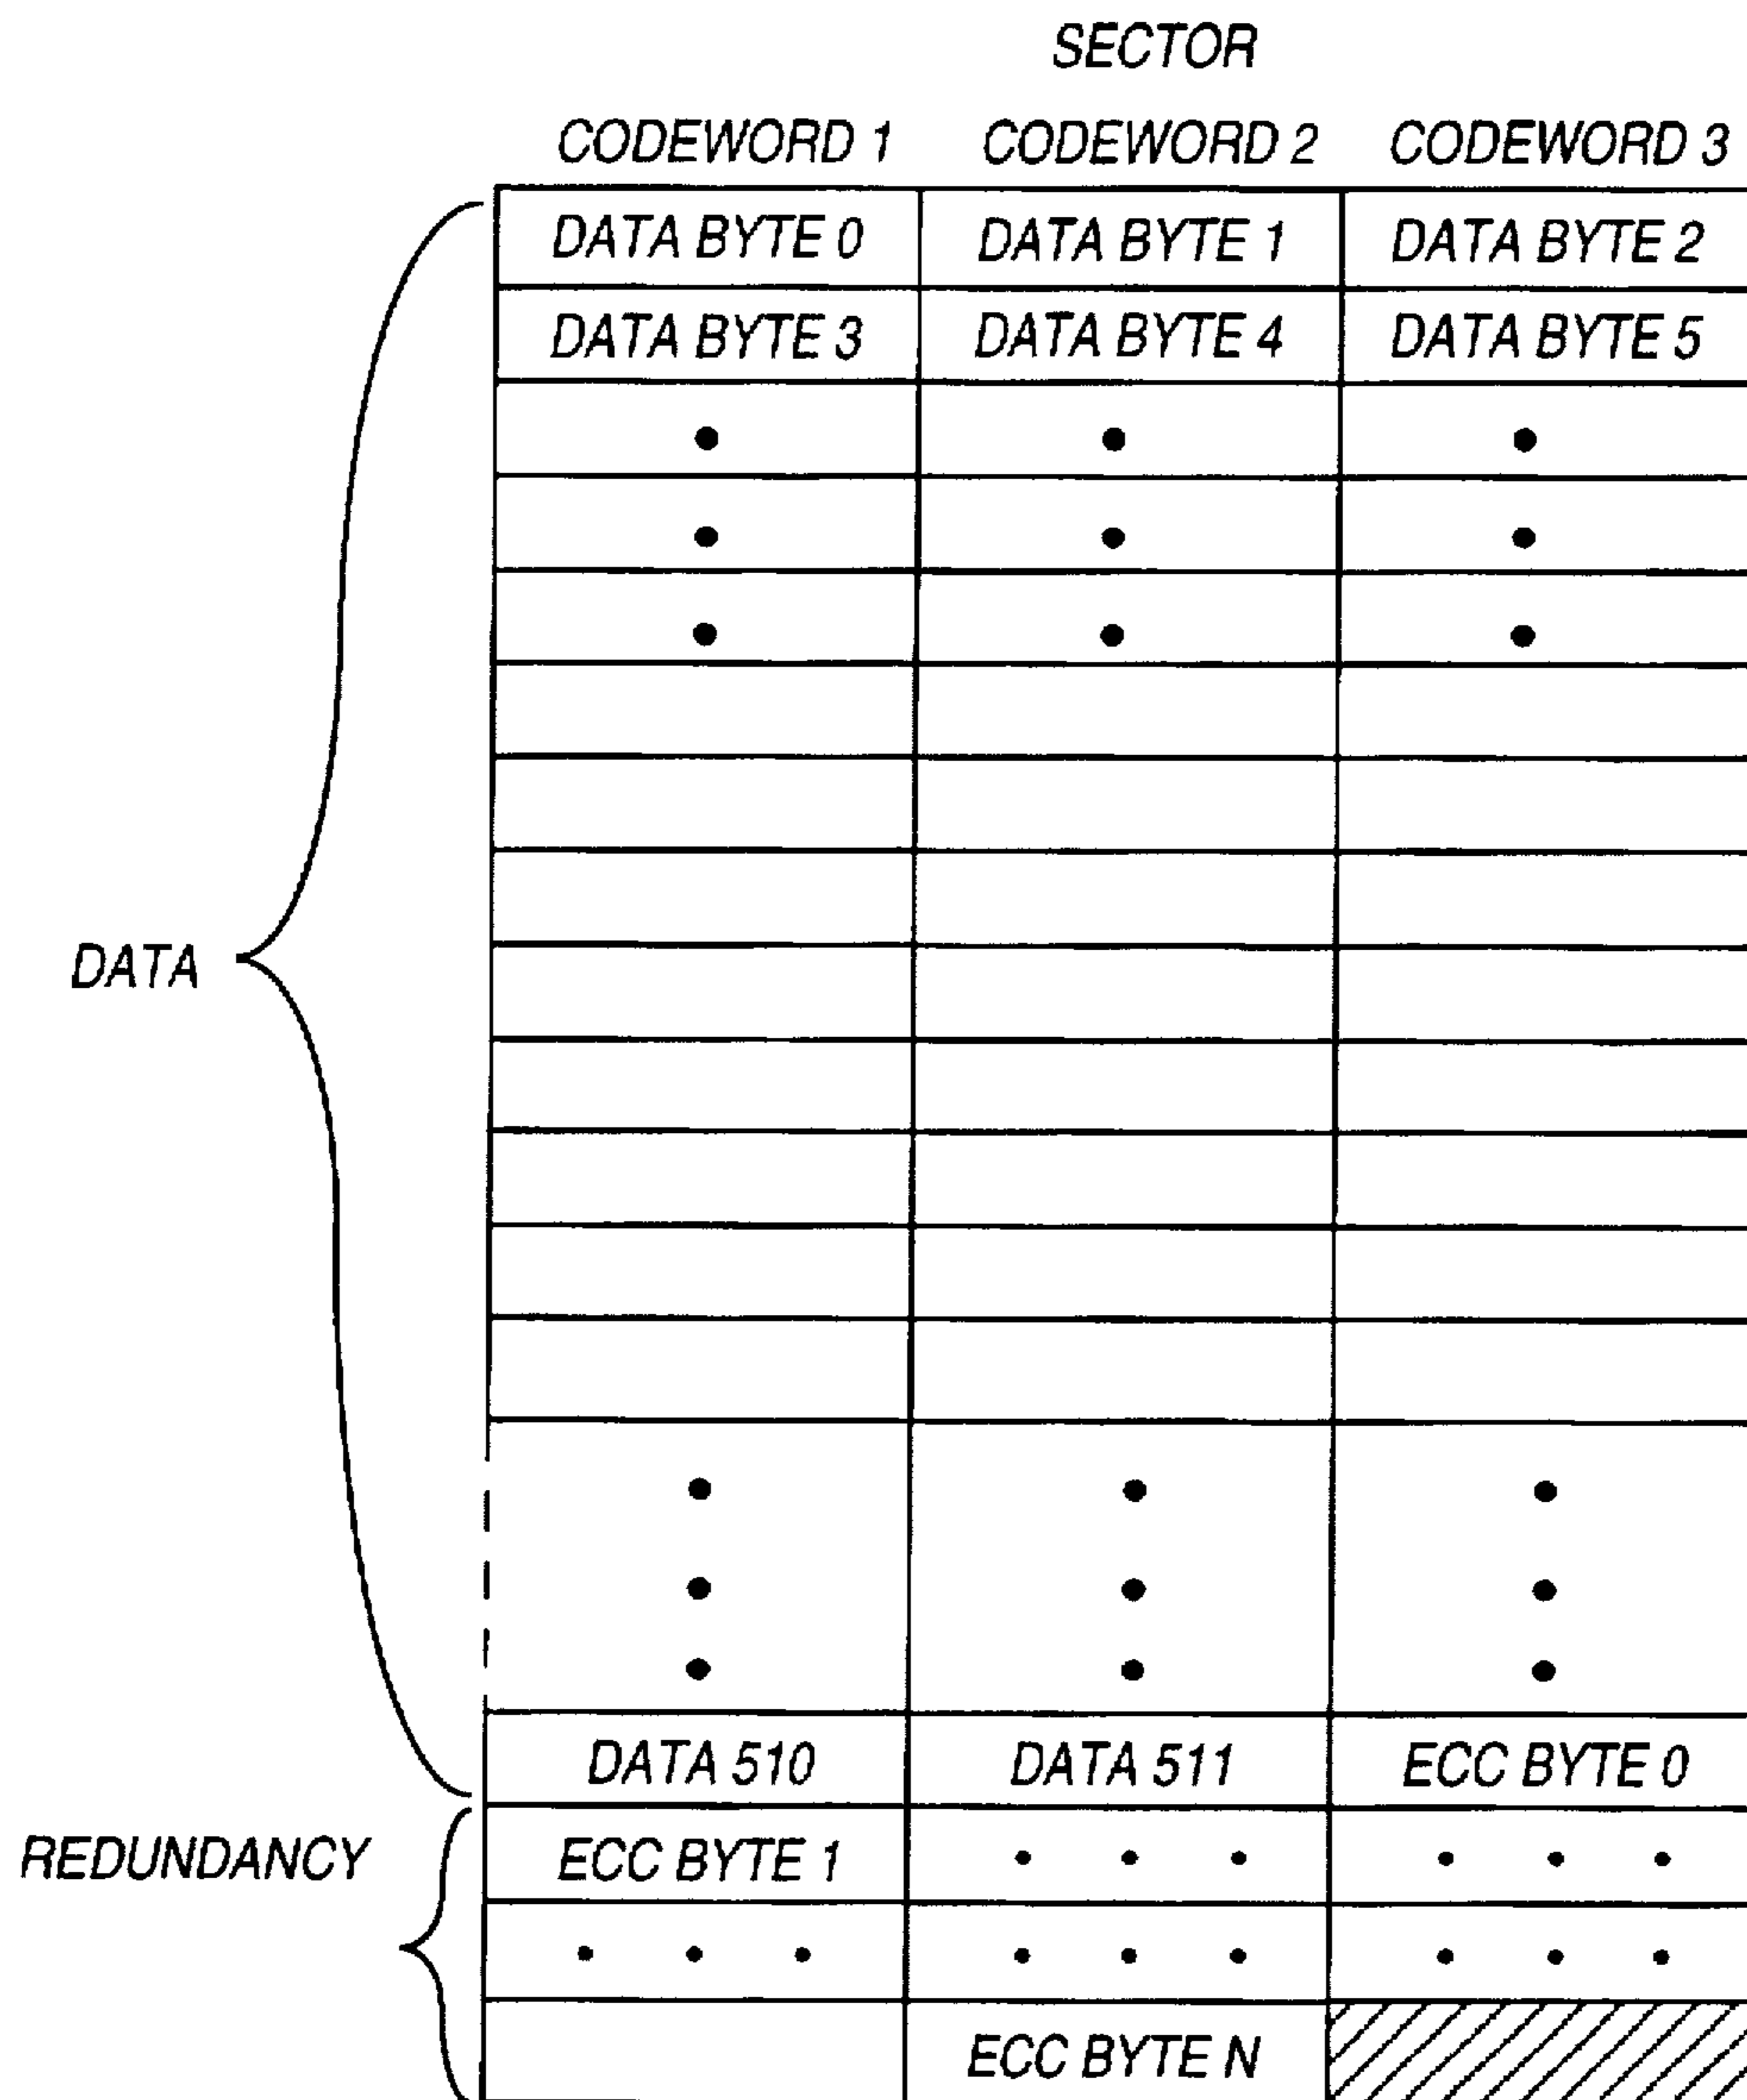 SECTOR
CODEWORD 1 CODEWORD 2 CODEWORD 3
DATA BYTE 0 DATA BYTE 1 DATA BYTE 2
DATA BYTE 3 DATA BYTE 4 DATA BYTE 5
DATA
DATA 510 DATA 511 ECC BYTE 0
REDUNDANCY
ECC BYTE 1
ECC BYTE N